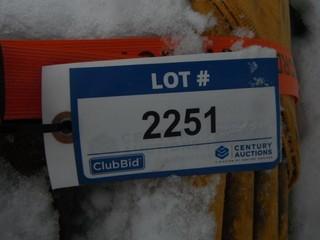 LOT #
2251
ClubBid
CENTURY
AUCTIONS